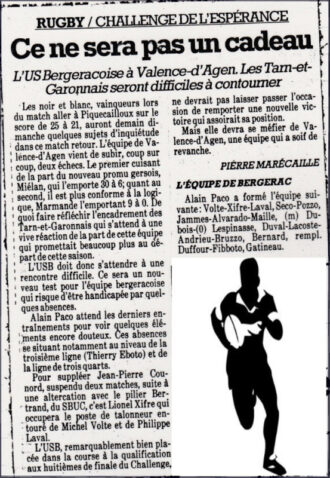 RUGBY / CHALLENGE DE L'ESPÉRANCE
Ce ne sera pas un cadeau
L'US Bergeracoise à Valence-d'Agen. Les Tarn-et-
Garonnais seront difficiles à contourner
Les noir et blanc, vainqueurs lors
du match aller à Piquecailloux sur le
score de 25 à 21, auront demain di-
manche quelques sujets d'inquiétude
dans ce match retour. L'équipe de Va-
lence-d'Agen vient de subir, coup sur
coup, deux échecs. Le premier cuisant
de la part du nouveau promu gersois,
Miélan, qui l'emporte 30 à 6; quant au
second, il est plus conforme à la logi-
que, Marmande l'important 9 à 0. De
quoi faire réfléchir l'encadrement des
Tarn-et-Garonnais qui s'attend à une
vive réaction de la part de cette équipe
qui promettait beaucoup plus au dé-
part de cette saison.
L'USB doit donc s'attendre à une
rencontre difficile. Ce sera un nou-
veau test pour l'équipe bergeracoise
qui risque d'être handicapée par quel-
ques absences.
Alain Paco attend les derniers en-
traînements pour voir quelques élé-
ments encore douteux. Ces absences
se situant notamment au niveau de la
troisième ligne (Thierry Eboto) et de
la ligne de trois quarts.
Pour suppléer Jean-Pierre Cou-
nord, suspendu deux matches, suite à
une altercation avec le pilier Ber-
trand, du SBUC, c'est Lionel Xifre qui
occupera le poste de talonneur en-
touré de Michel Volte et de Philippe
Laval.
L'USB, remarquablement bien pla-
cée dans la course à la qualification
aux huitièmes de finale du Challenge,
ne devrait pas laisser passer l'occasion
de remporter une nouvelle victoire
qui assoirait sa position.
Mais elle devra se méfier de Va-
lence-d'Agen, une équipe qui a soif de
revanche.
PIERRE MARÉCAILLE
L'ÉQUIPE DE BERGERAC
Alain Paco a formé l'équipe sui-
vante : Volte-Xifre-Laval, Seco-Pozzo,
Jammes-Alvarado-Maille, (m) Du-
bois-(0) Lespinasse, Duval-Lacoste-
Andrieu-Bruzzo, Bernard, rempl.
Duffour-Fibboto, Gatineau.